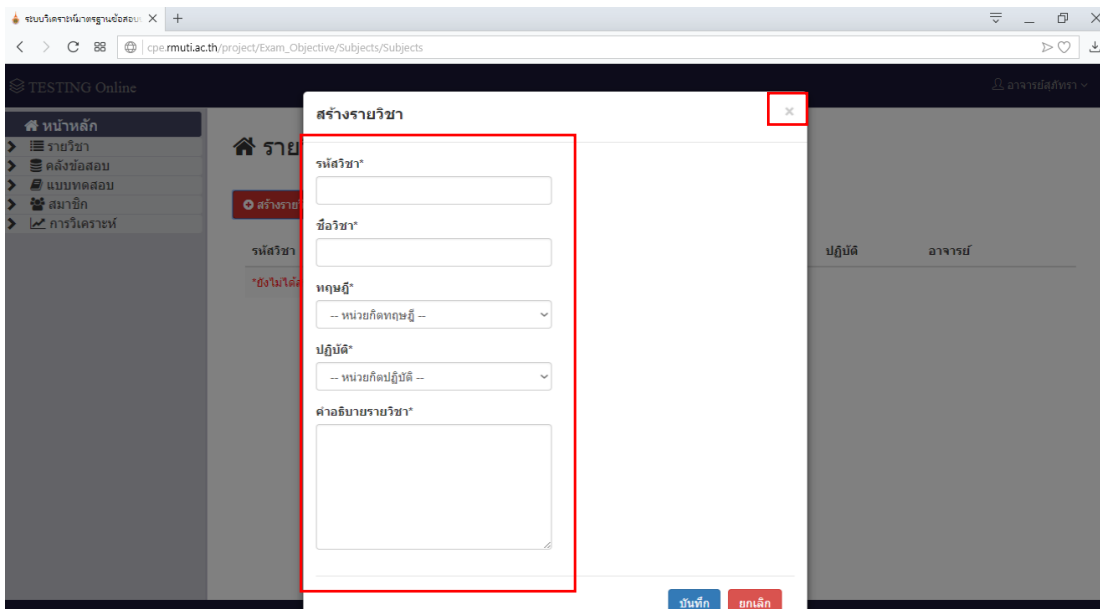 ระบบวิเคราะห์มาตรฐานข้อสอบ
cpe.rmuti.ac.th/project/Exam_Objective/Subjects/Subjects
TESTING Online
อาจารย์สุภัทรา
หน้าหลัก
รายวิชา
คลังข้อสอบ
แบบทดสอบ
สมาชิก
การวิเคราะห์
ราย
สร้างราย
รหัสวิชา
ปฏิบัติ
อาจารย์
*ยังไม่ได้
สร้างรายวิชา
×
รหัสวิชา*
ชื่อวิชา*
ทฤษฎี*
-- หน่วยกิตทฤษฎี --
ปฏิบัติ*
-- หน่วยกิตปฏิบัติ --
คำอธิบายรายวิชา*
บันทึก
ยกเลิก